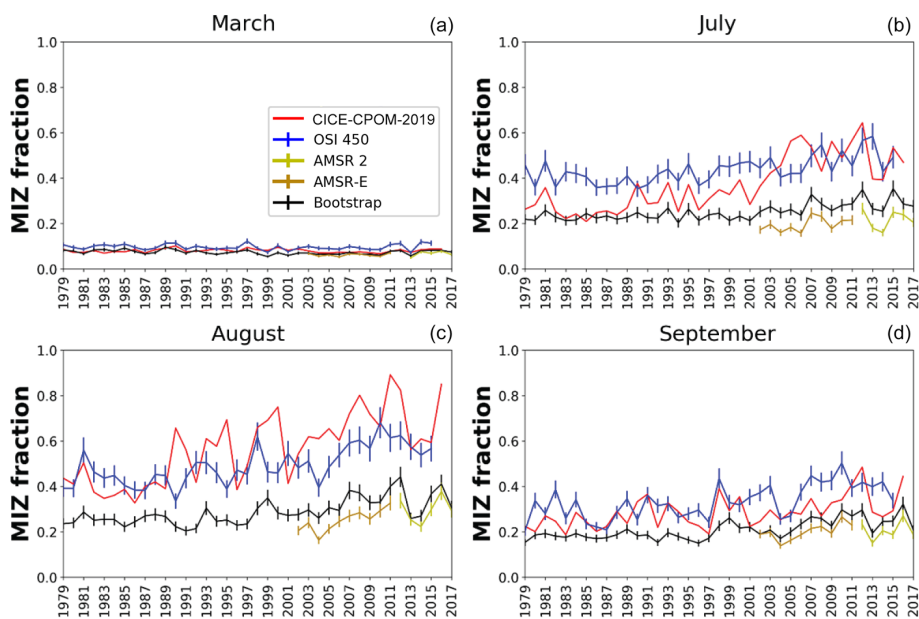 March (a)
MIZ fraction
1.0
0.8
0.6
0.4
0.2
0.0
CICE-CPOM-2019
OSI 450
AMSR 2
AMSR-E
Bootstrap
1979 1981 1983 1985 1987 1989 1991 1993 1995 1997 1999 2001 2003 2005 2007 2009 2011 2013 2015 2017
July (b)
MIZ fraction
1.0
0.8
0.6
0.4
0.2
0.0
1979 1981 1983 1985 1987 1989 1991 1993 1995 1997 1999 2001 2003 2005 2007 2009 2011 2013 2015 2017
August (c)
MIZ fraction
1.0
0.8
0.6
0.4
0.2
0.0
1979 1981 1983 1985 1987 1989 1991 1993 1995 1997 1999 2001 2003 2005 2007 2009 2011 2013 2015 2017
September (d)
MIZ fraction
1.0
0.8
0.6
0.4
0.2
0.0
1979 1981 1983 1985 1987 1989 1991 1993 1995 1997 1999 2001 2003 2005 2007 2009 2011 2013 2015 2017